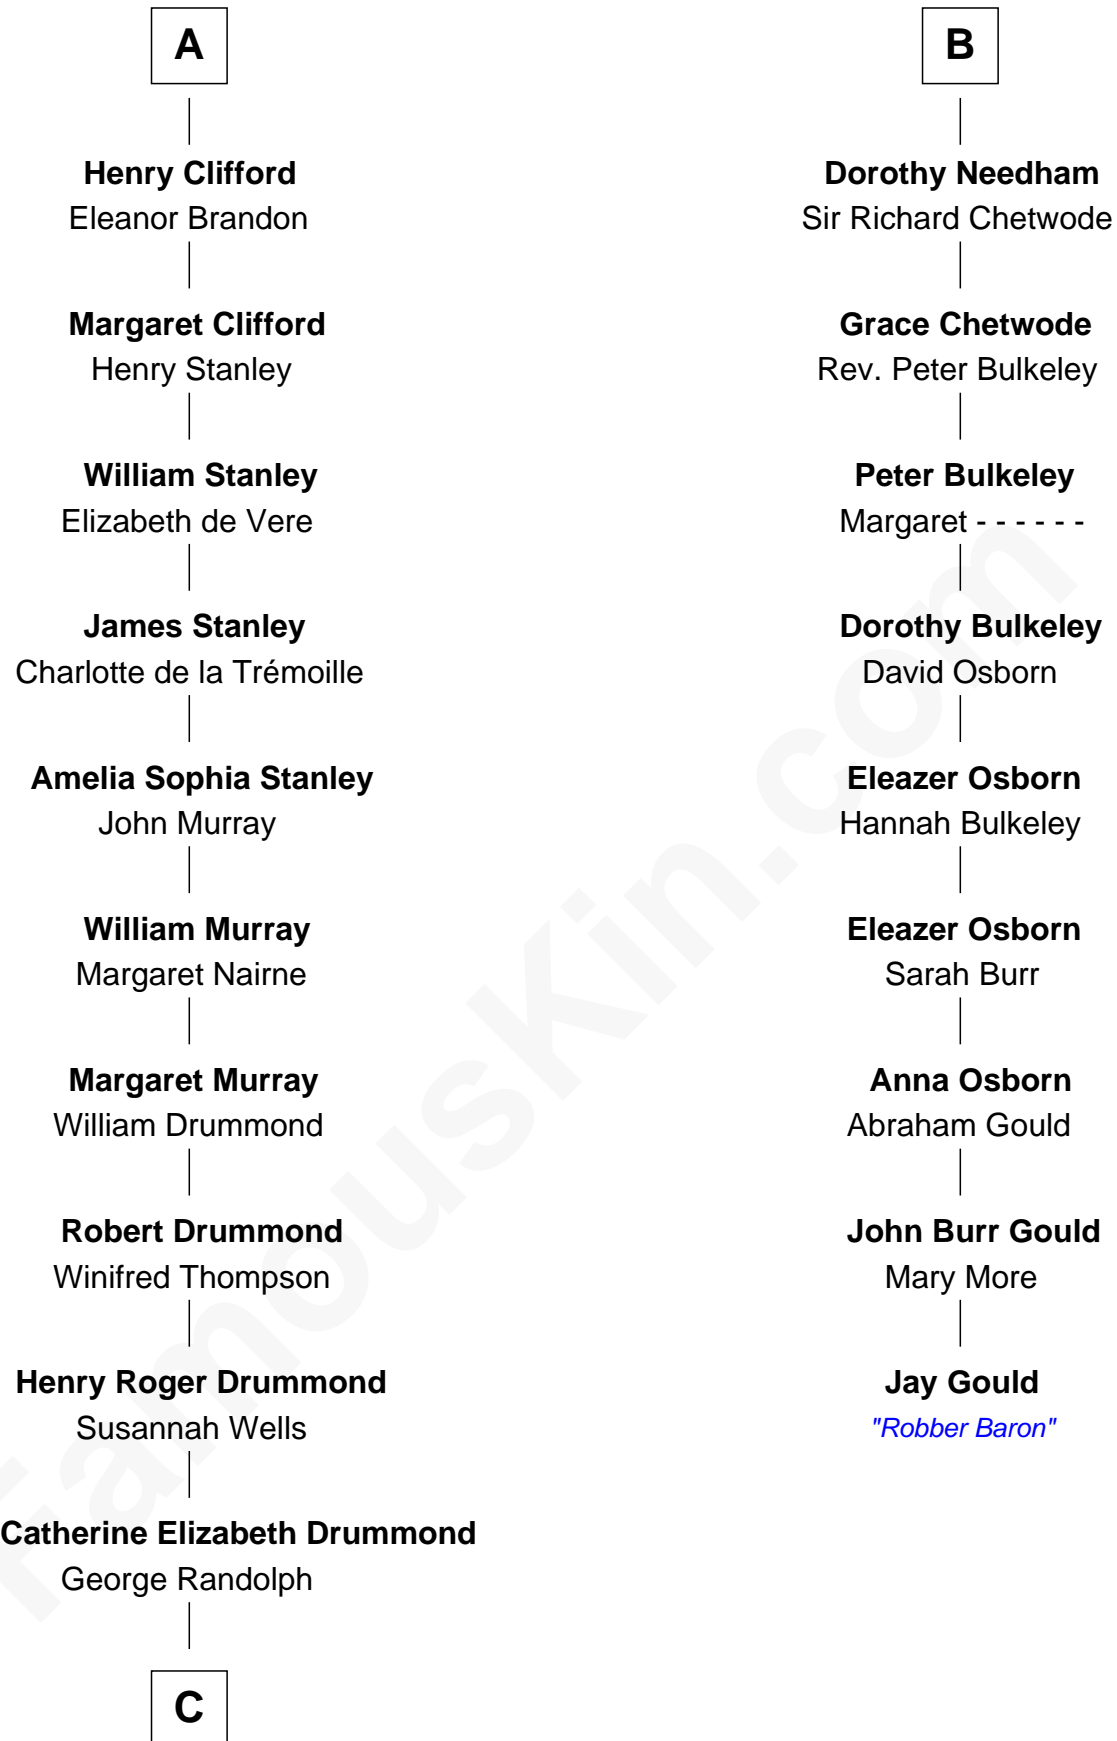 A
Henry Clifford
Eleanor Brandon
Margaret Clifford
Henry Stanley
William Stanley
Elizabeth de Vere
James Stanley
Charlotte de la Trémoille
Amelia Sophia Stanley
John Murray
William Murray
Margaret Nairne
Margaret Murray
William Drummond
Robert Drummond
Winifred Thompson
Henry Roger Drummond
Susannah Wells
Catherine Elizabeth Drummond
George Randolph
C
B
Dorothy Needham
Sir Richard Chetwode
Grace Chetwode
Rev. Peter Bulkeley
Peter Bulkeley
Margaret - - - - - -
Dorothy Bulkeley
David Osborn
Eleazer Osborn
Hannah Bulkeley
Eleazer Osborn
Sarah Burr
Anna Osborn
Abraham Gould
John Burr Gould
Mary More
Jay Gould
"Robber Baron"
FamousKin.com